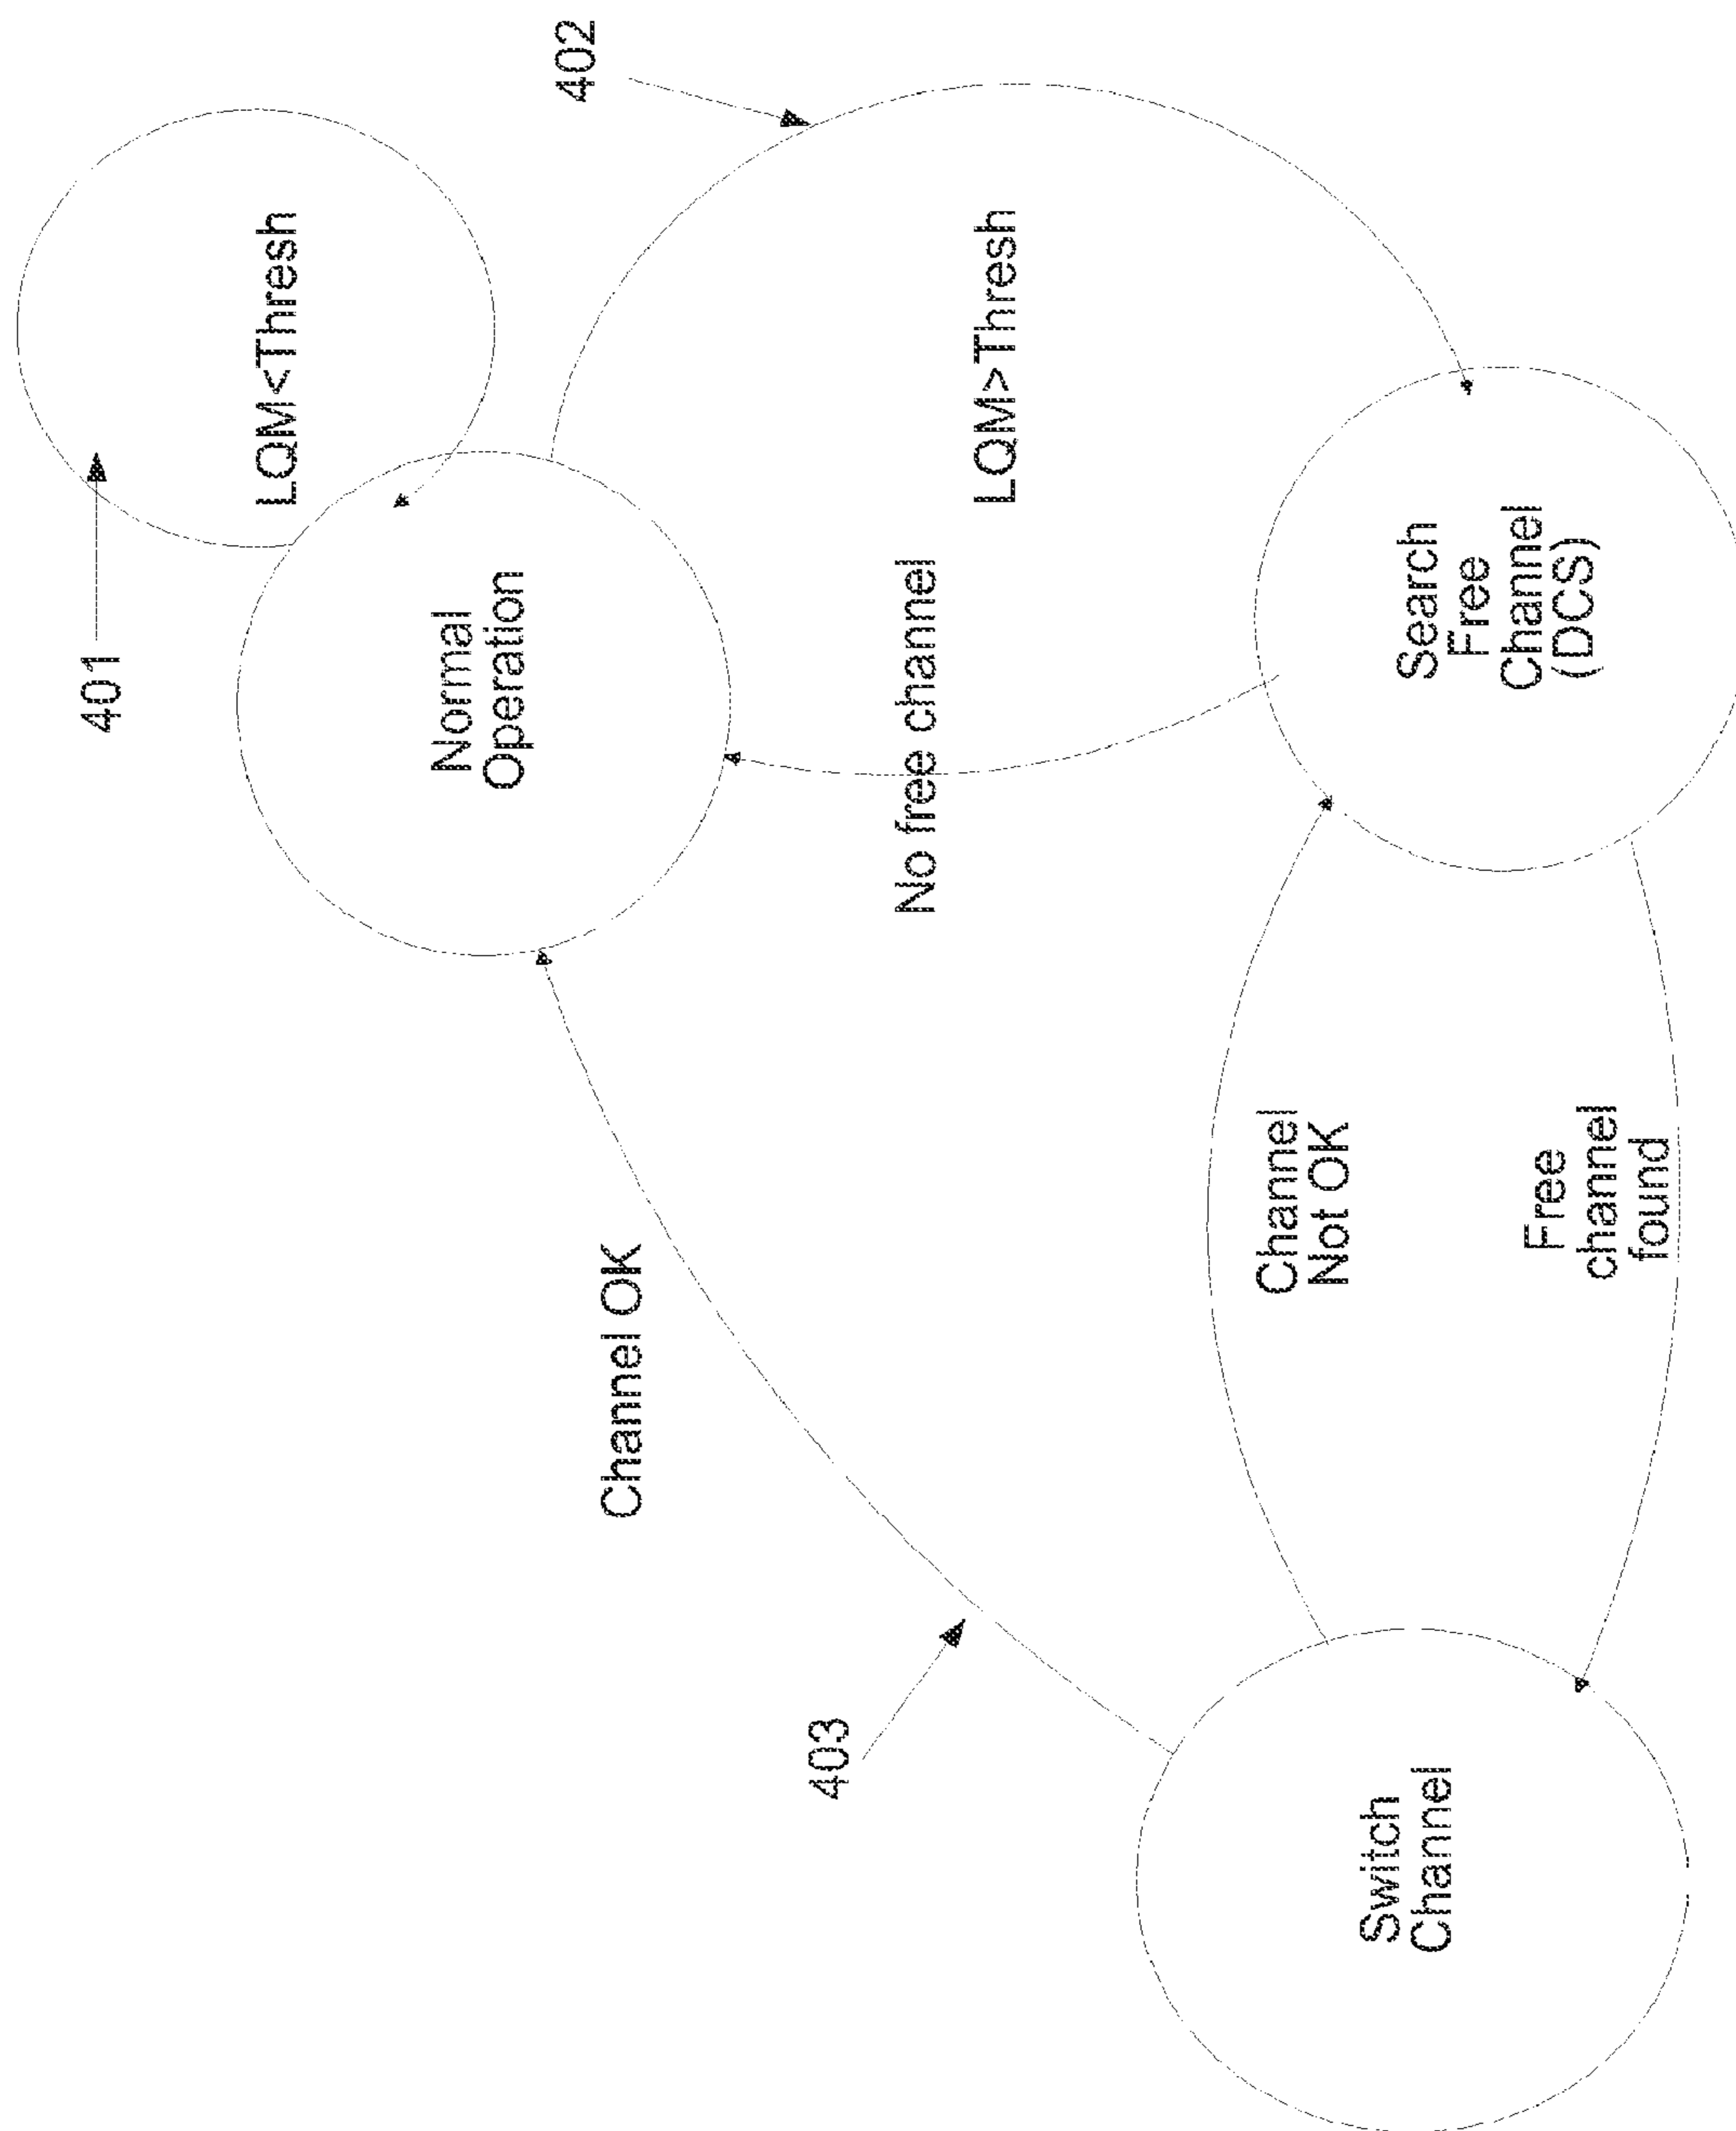 401
LQM<Thresh
Normal
Operation
402
Channel OK
403
No free channel
LQM>Thresh
Channel
Not OK
Switch
Channel
Search
Free
Channel
(DCS)
Free
channel
found